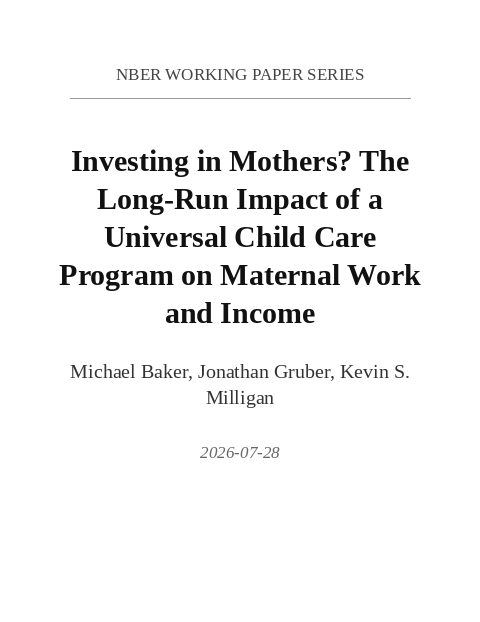 NBER WORKING PAPER SERIES
Investing in Mothers? The
Long-Run Impact of a
Universal Child Care
Program on Maternal Work
and Income
Michael Baker, Jonathan Gruber, Kevin S.
Milligan
2026-07-28